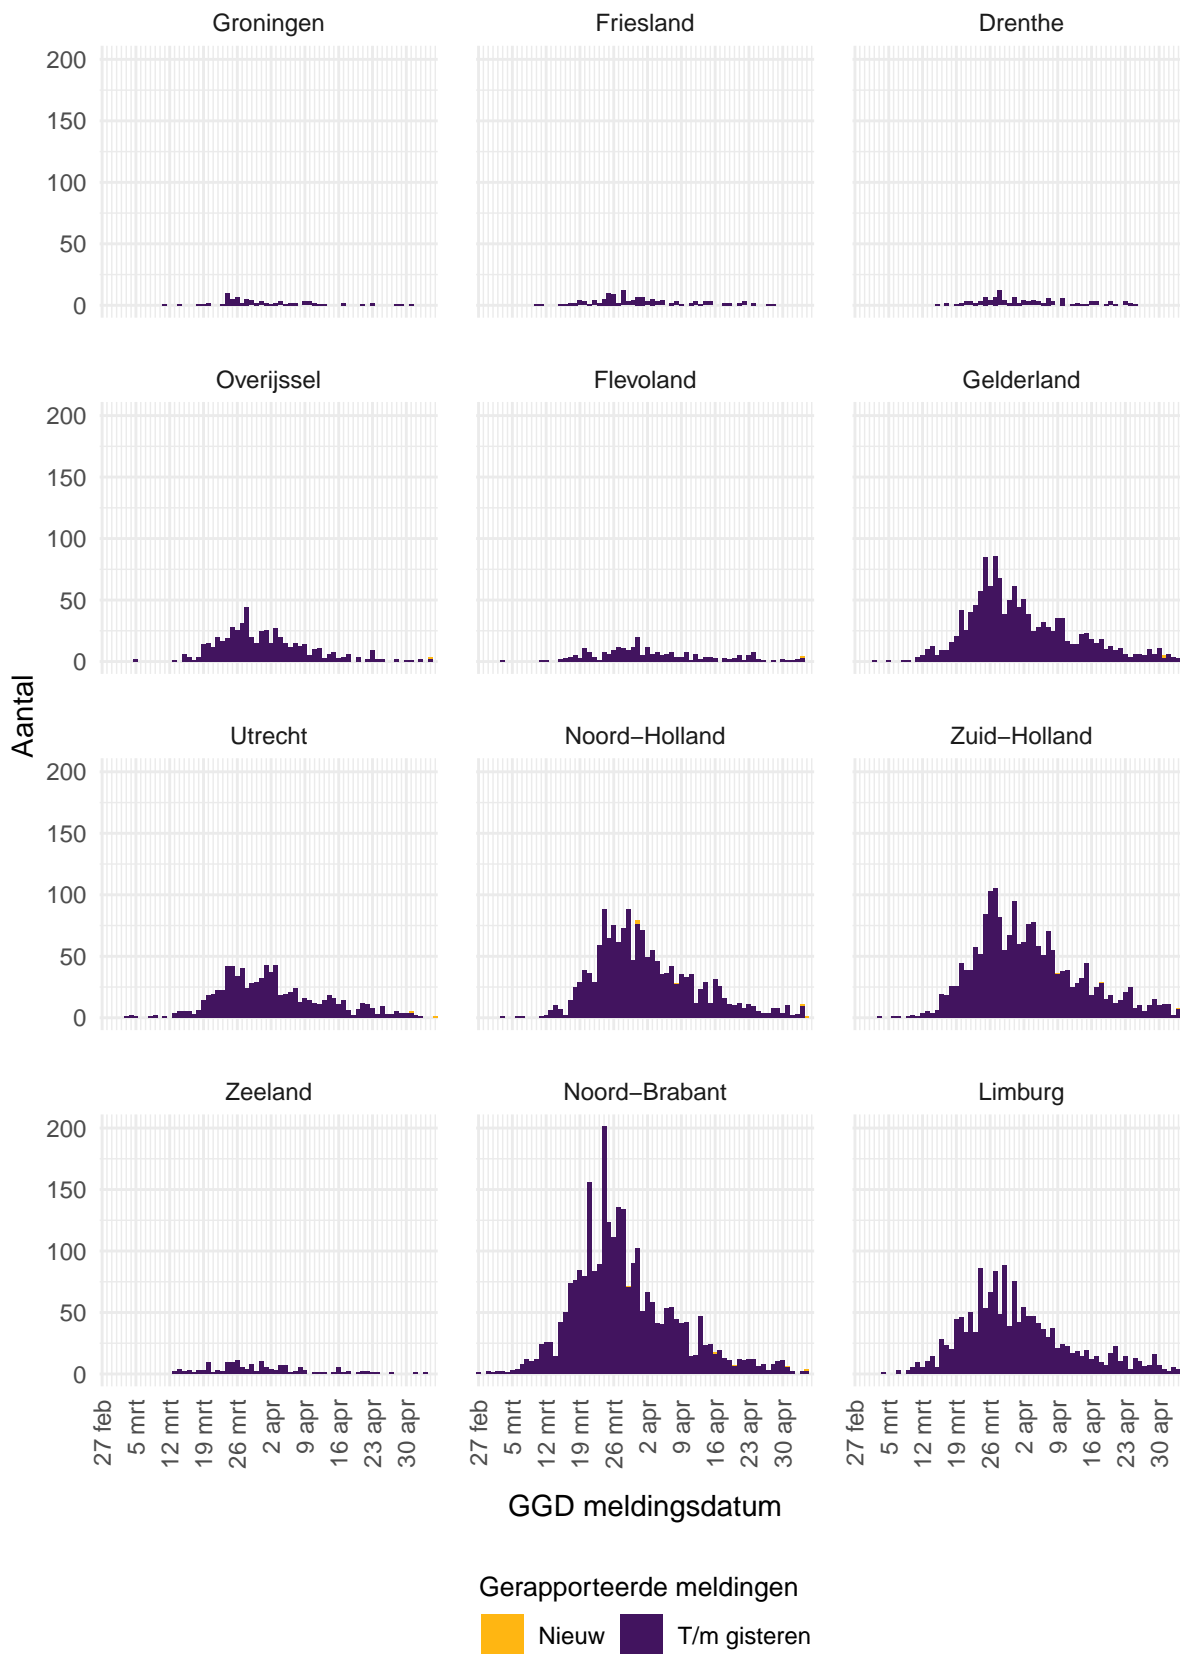 Groningen Friesland Drenthe
200
150
100
50
0
Overijssel Flevoland Gelderland
200
150
100
50
0
Aantal
Utrecht Noord−Holland Zuid−Holland
200
150
100
50
0
Zeeland Noord−Brabant Limburg
200
150
100
50
0
27 feb 5 mrt 12 mrt 19 mrt 26 mrt 2 apr 9 apr 16 apr 23 apr 30 apr 27 feb 5 mrt 12 mrt 19 mrt 26 mrt 2 apr 9 apr 16 apr 23 apr 30 apr 27 feb 5 mrt 12 mrt 19 mrt 26 mrt 2 apr 9 apr 16 apr 23 apr 30 apr
GGD meldingsdatum
Gerapporteerde meldingen
Nieuw T/m gisteren